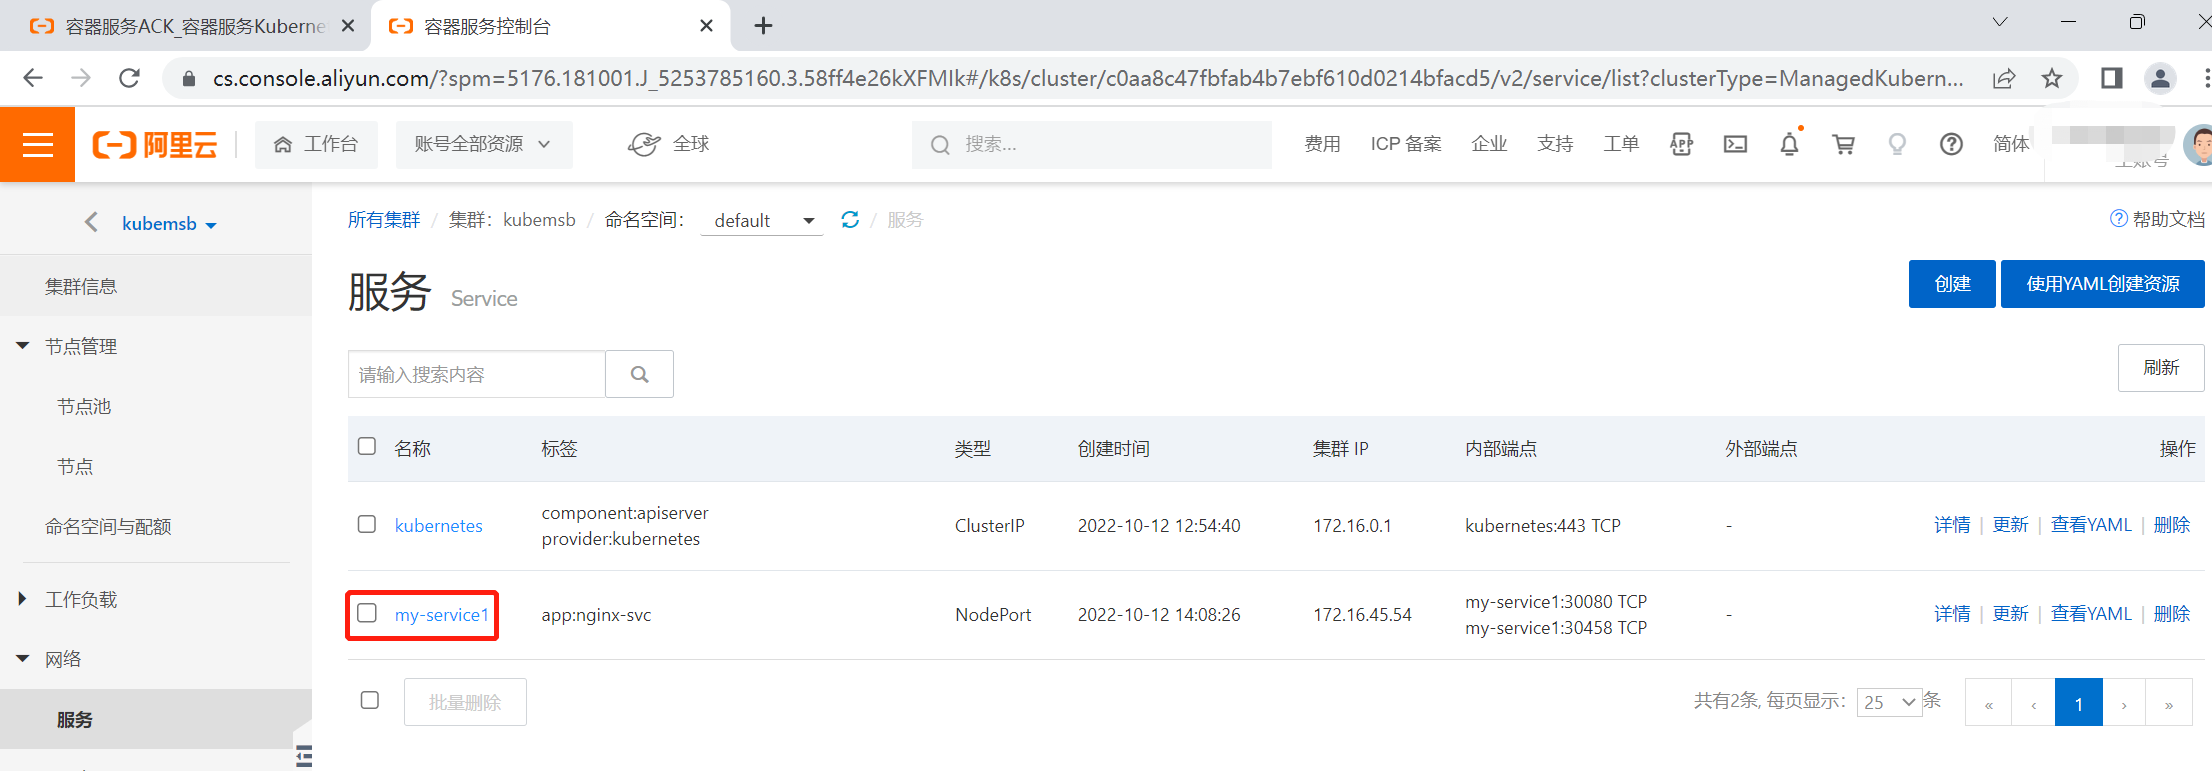 容器服务ACK_容器服务Kuberne
容器服务控制台
cs.console.aliyun.com/?spm=5176.181001.J_5253785160.3.58ff4e26kXFMIk#/k8s/cluster/c0aa8c47fbfab4b7ebf610d0214bfacd5/v2/service/list?clusterType=ManagedKubern...
阿里云 工作台 账号全部资源 全球 搜索... 费用 ICP 备案 企业 支持 工单 APP 简体
kubemsb
所有集群 / 集群：kubemsb / 命名空间： default / 服务
帮助文档
集群信息
服务 Service
创建 使用YAML创建资源
节点管理
请输入搜索内容
刷新
节点池
名称 标签 类型 创建时间 集群 IP 内部端点 外部端点 操作
节点
命名空间与配额
kubernetes component:apiserver ClusterIP 2022-10-12 12:54:40 172.16.0.1 kubernetes:443 TCP - 详情 | 更新 | 查看YAML | 删除
provider:kubernetes
工作负载
my-service1 app:nginx-svc NodePort 2022-10-12 14:08:26 172.16.45.54 my-service1:30080 TCP - 详情 | 更新 | 查看YAML | 删除
my-service1:30458 TCP
网络
批量删除
共有2条, 每页显示： 25 条 « ‹ 1 › »
服务